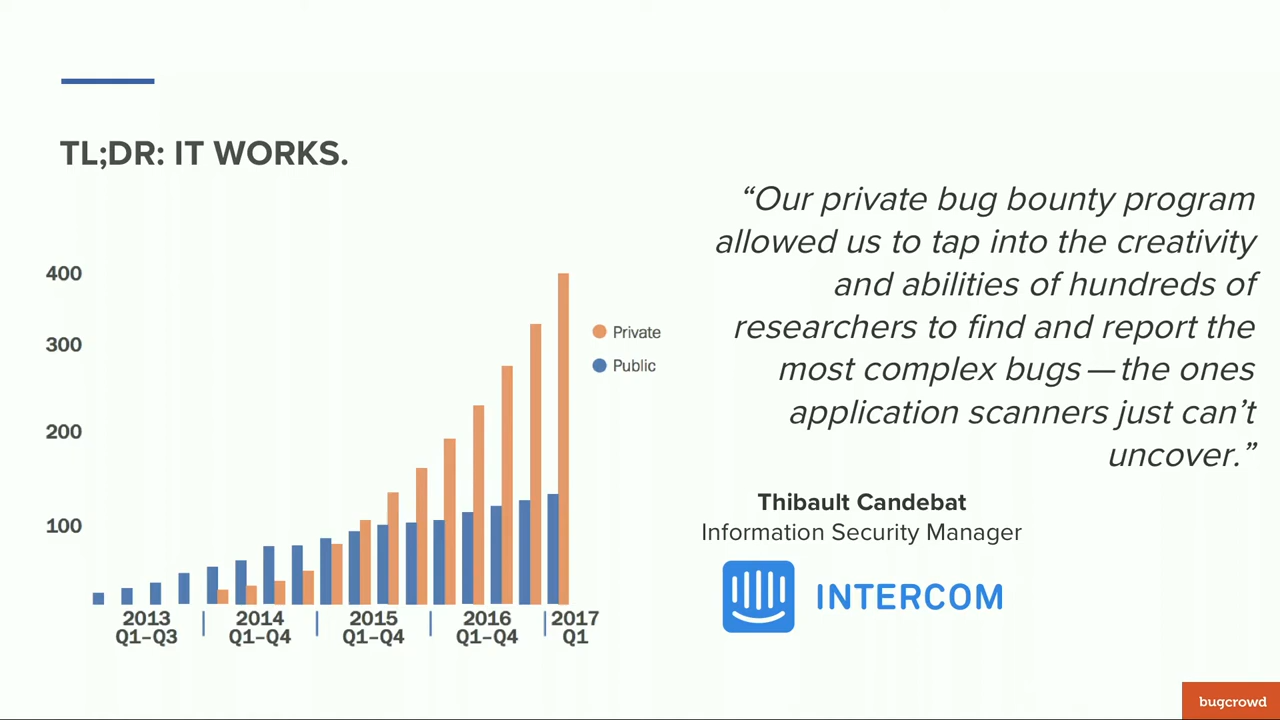 TL;DR: IT WORKS.
400
300
200
100
Private
Public
2013
Q1–Q3
2014
Q1–Q4
2015
Q1–Q4
2016
Q1–Q4
2017
Q1
“Our private bug bounty program
allowed us to tap into the creativity
and abilities of hundreds of
researchers to find and report the
most complex bugs — the ones
application scanners just can’t
uncover.”
Thibault Candebat
Information Security Manager
INTERCOM
bugcrowd